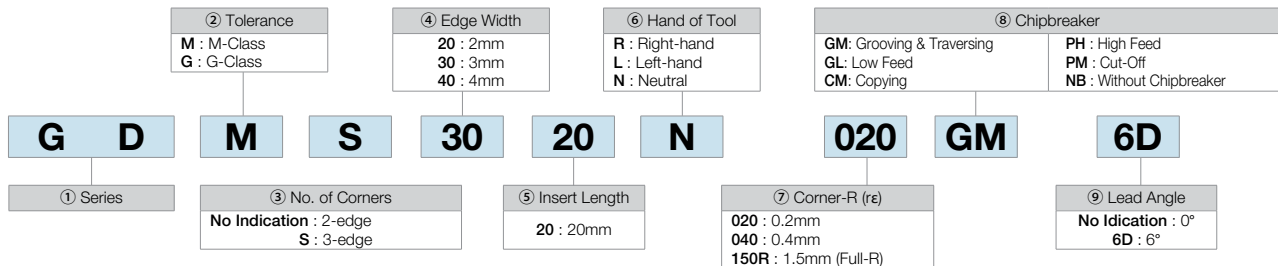 ② Tolerance
M : M-Class
G : G-Class
④ Edge Width
20 : 2mm
30 : 3mm
40 : 4mm
⑥ Hand of Tool
R : Right-hand
L : Left-hand
N : Neutral
⑧ Chipbreaker
GM: Grooving & Traversing
GL: Low Feed
CM: Copying
PH : High Feed
PM : Cut-Off
NB : Without Chipbreaker
G D M S 30 20 N 020 GM 6D
① Series
③ No. of Corners
No Indication : 2-edge
S : 3-edge
⑤ Insert Length
20 : 20mm
⑦ Corner-R (rε)
020 : 0.2mm
040 : 0.4mm
150R : 1.5mm (Full-R)
⑨ Lead Angle
No Idication : 0°
6D : 6°